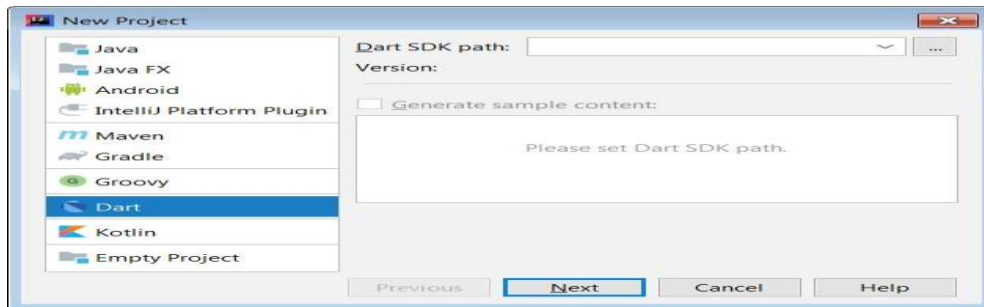 New Project
Java
Java FX
Android
IntelliJ Platform Plugin
Maven
Gradle
Groovy
Dart
Kotlin
Empty Project
Dart SDK path:
...
Version:
Generate sample content:
Please set Dart SDK path.
Previous
Next
Cancel
Help